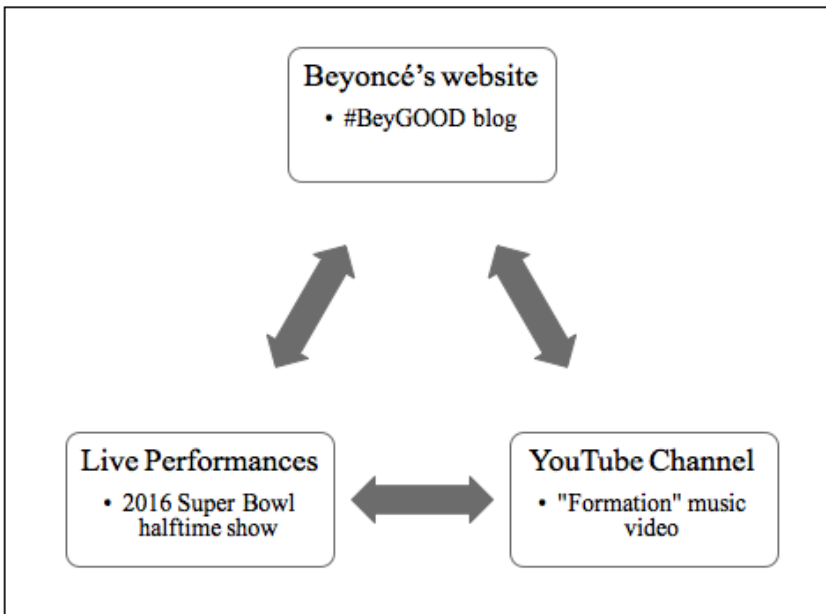 Beyoncé’s website
• #BeyGOOD blog
Live Performances
• 2016 Super Bowl
halftime show
YouTube Channel
• "Formation" music
video